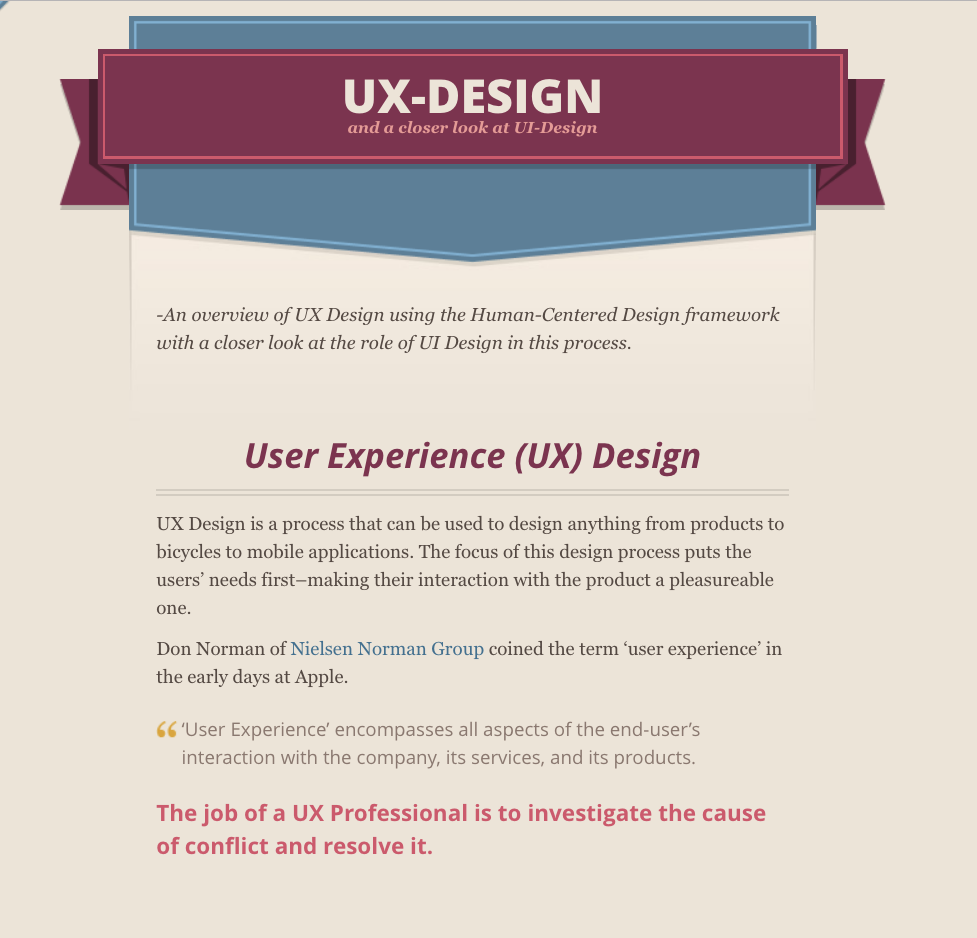 UX-DESIGN
and a closer look at UI-Design
-An overview of UX Design using the Human-Centered Design framework
with a closer look at the role of UI Design in this process.
User Experience (UX) Design
UX Design is a process that can be used to design anything from products to
bicycles to mobile applications. The focus of this design process puts the
users’ needs first–making their interaction with the product a pleasureable
one.
Don Norman of Nielsen Norman Group coined the term ‘user experience’ in
the early days at Apple.
“ ‘User Experience’ encompasses all aspects of the end-user’s
interaction with the company, its services, and its products.
The job of a UX Professional is to investigate the cause
of conflict and resolve it.